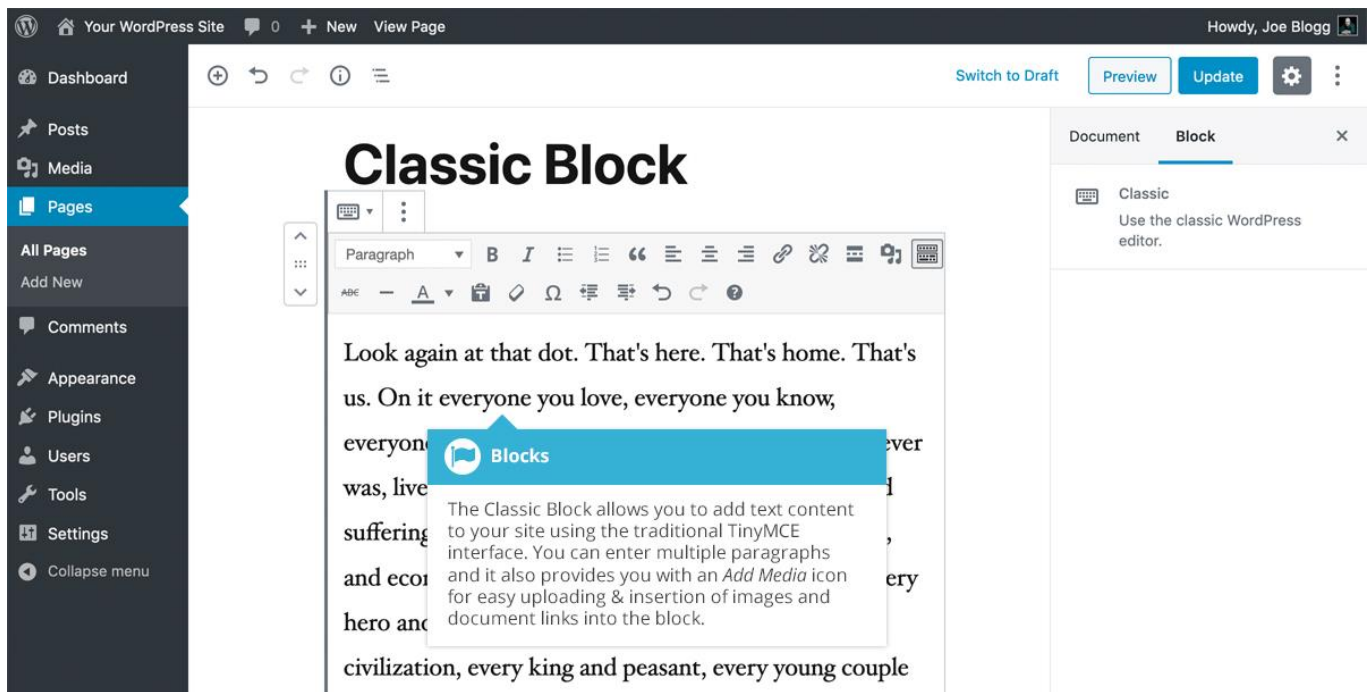 Your WordPress Site 0 New View Page Howdy, Joe Blogg
Dashboard
Posts
Media
Pages
All Pages
Add New
Comments
Appearance
Plugins
Users
Tools
Settings
Collapse menu
Switch to Draft Preview Update
Classic Block
Paragraph B I
ABC A
Look again at that dot. That's here. That's home. That's
us. On it everyone you love, everyone you know,
ever
was,
suffering
,
and
hero
civilization, every king and peasant, every young couple
Blocks
The Classic Block allows you to add text content
to your site using the traditional TinyMCE
interface. You can enter multiple paragraphs
and it also provides you with an Add Media icon
for easy uploading & insertion of images and
document links into the block.
Document Block
Classic
Use the classic WordPress
editor.